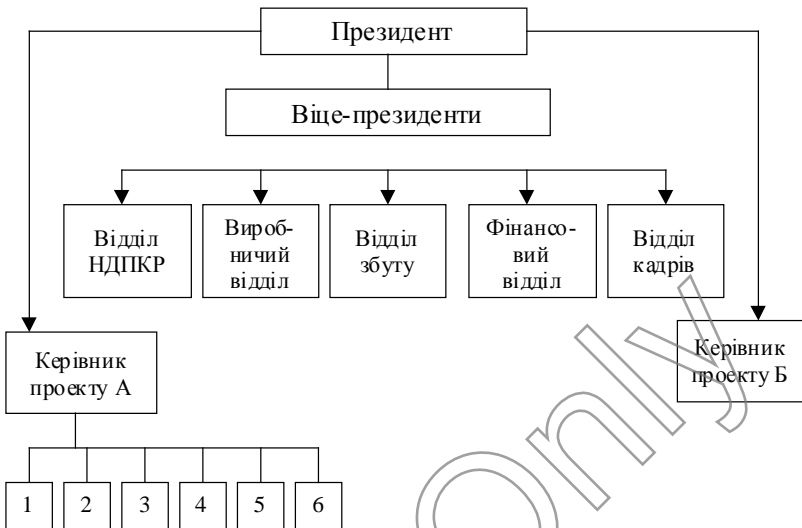 Президент
Віце-президенти
Відділ
НДПКР
Вироб-
ничий
відділ
Відділ
збуту
Фінансо-
вий
відділ
Відділ
кадрів
Керівник
проекту А
Керівник
проекту Б
1 2 3 4 5 6
Only